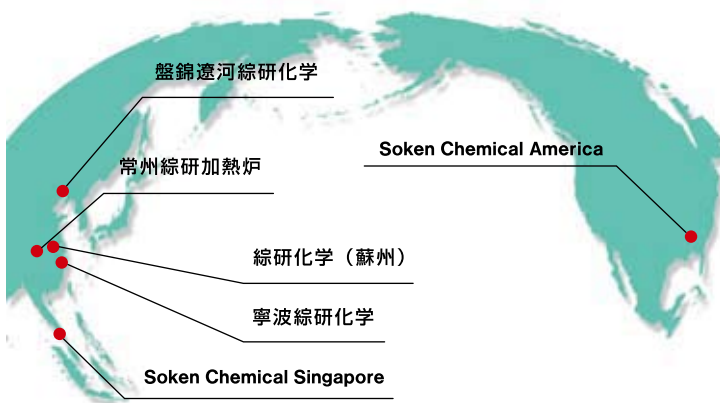 盤錦遼河綜研化学
Soken Chemical America
常州綜研加熱炉
綜研化学（蘇州）
寧波綜研化学
Soken Chemical Singapore